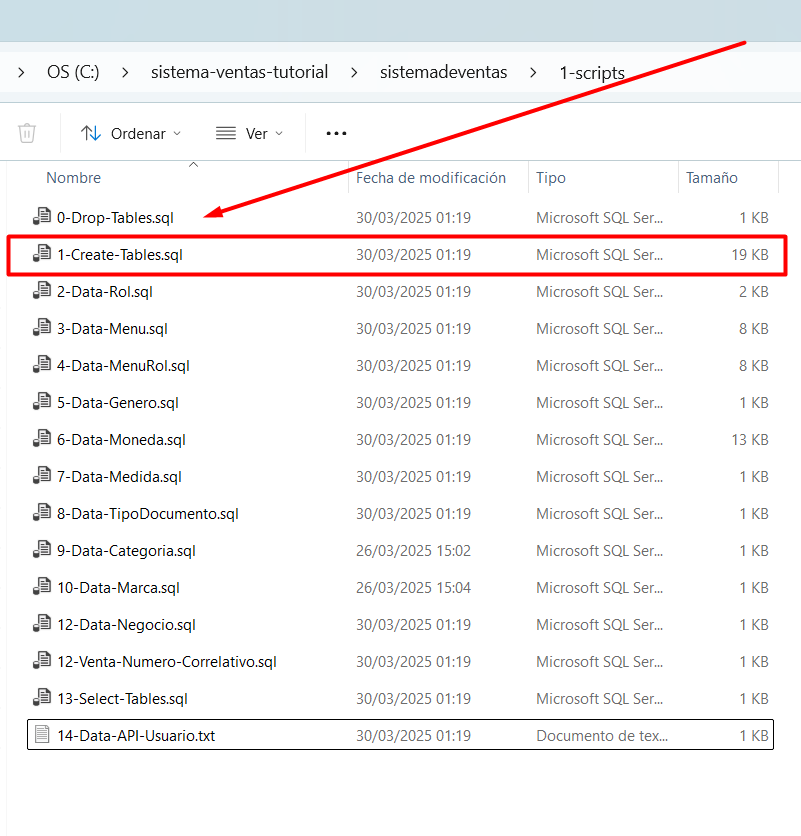 OS (C:) > sistema-ventas-tutorial > sistemadeventas > 1-scripts
Ordenar Ver ...
Nombre Fecha de modificación Tipo Tamaño
0-Drop-Tables.sql 30/03/2025 01:19 Microsoft SQL Ser... 1 KB
1-Create-Tables.sql 30/03/2025 01:19 Microsoft SQL Ser... 19 KB
2-Data-Rol.sql 30/03/2025 01:19 Microsoft SQL Ser... 2 KB
3-Data-Menu.sql 30/03/2025 01:19 Microsoft SQL Ser... 8 KB
4-Data-MenuRol.sql 30/03/2025 01:19 Microsoft SQL Ser... 8 KB
5-Data-Genero.sql 30/03/2025 01:19 Microsoft SQL Ser... 1 KB
6-Data-Moneda.sql 30/03/2025 01:19 Microsoft SQL Ser... 13 KB
7-Data-Medida.sql 30/03/2025 01:19 Microsoft SQL Ser... 1 KB
8-Data-TipoDocumento.sql 30/03/2025 01:19 Microsoft SQL Ser... 1 KB
9-Data-Categoria.sql 26/03/2025 15:02 Microsoft SQL Ser... 1 KB
10-Data-Marca.sql 26/03/2025 15:04 Microsoft SQL Ser... 1 KB
12-Data-Negocio.sql 30/03/2025 01:19 Microsoft SQL Ser... 1 KB
12-Venta-Numero-Correlativo.sql 30/03/2025 01:19 Microsoft SQL Ser... 1 KB
13-Select-Tables.sql 30/03/2025 01:19 Microsoft SQL Ser... 1 KB
14-Data-API-Usuario.txt 30/03/2025 01:19 Documento de tex... 1 KB